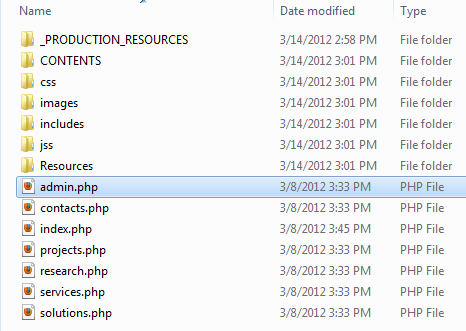 Name Date modified Type
_PRODUCTION_RESOURCES 3/14/2012 2:58 PM File folder
CONTENTS 3/14/2012 3:01 PM File folder
css 3/14/2012 3:01 PM File folder
images 3/14/2012 3:01 PM File folder
includes 3/14/2012 3:01 PM File folder
jss 3/14/2012 3:01 PM File folder
Resources 3/14/2012 3:01 PM File folder
admin.php 3/8/2012 3:33 PM PHP File
contacts.php 3/8/2012 3:33 PM PHP File
index.php 3/8/2012 3:45 PM PHP File
projects.php 3/8/2012 3:33 PM PHP File
research.php 3/8/2012 3:33 PM PHP File
services.php 3/8/2012 3:33 PM PHP File
solutions.php 3/8/2012 3:33 PM PHP File